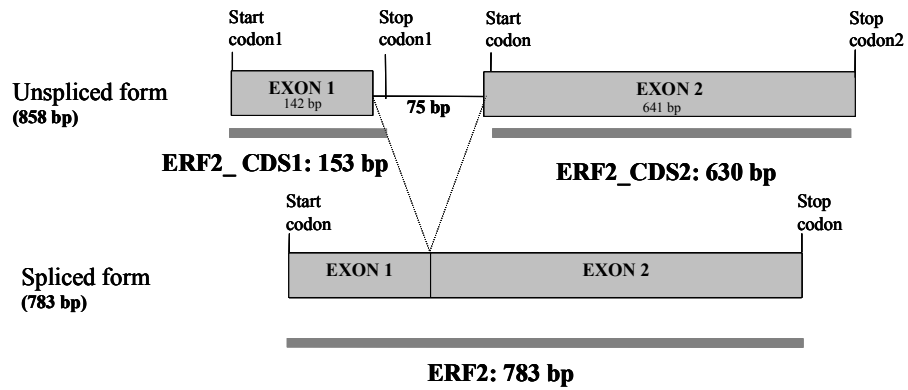 Start
codon1
Stop
codon1
Start
codon
Stop
codon2
Unspliced form
(858 bp)
EXON 1
142 bp
75 bp
EXON 2
641 bp
ERF2_ CDS1: 153 bp
ERF2_CDS2: 630 bp
Start
codon
Stop
codon
Spliced form
(783 bp)
EXON 1
EXON 2
ERF2: 783 bp